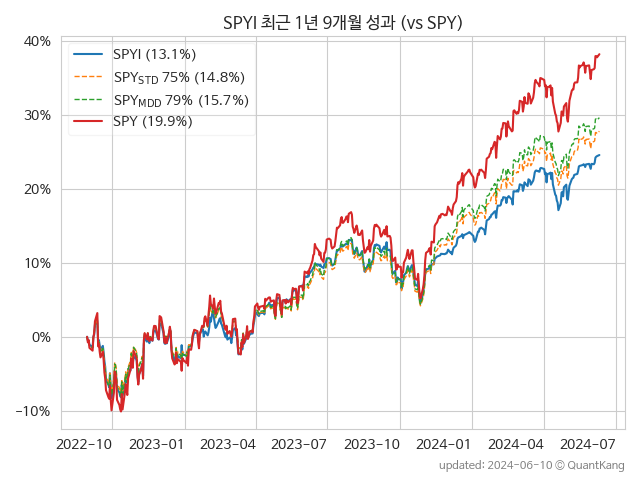 SPYI 최근 1년 9개월 성과 (vs SPY)
40%
30%
20%
10%
0%
−10%
SPYI (13.1%)
SPY_STD 75% (14.8%)
SPY_MDD 79% (15.7%)
SPY (19.9%)
2022-10 2023-01 2023-04 2023-07 2023-10 2024-01 2024-04 2024-07
updated: 2024-06-10 © QuantKang